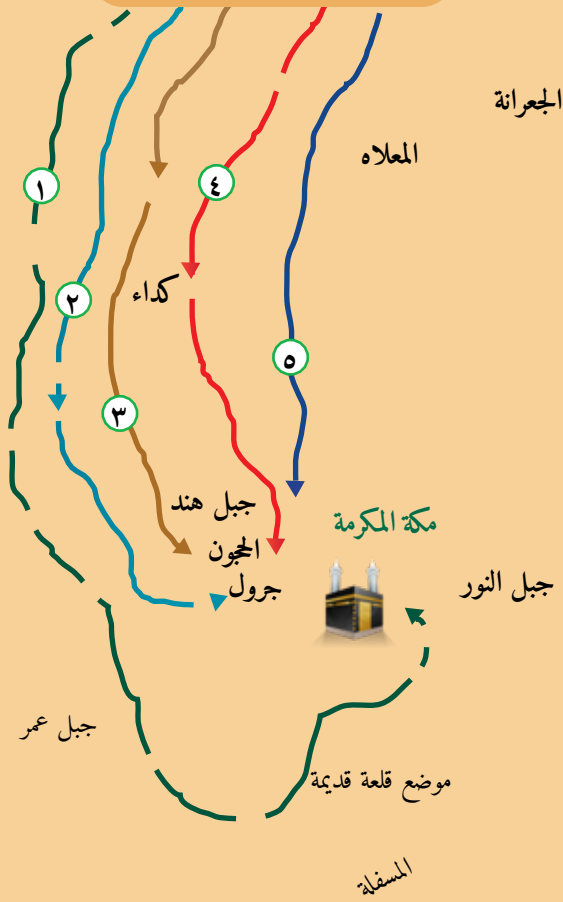 الجعرانة
المعلاه
١
٤
كداء
٢
٥
٣
جبل هند
مكة المكرمة
الحجون
جرول
جبل النور
جبل عمر
موضع قلعة قديمة
المسفلة